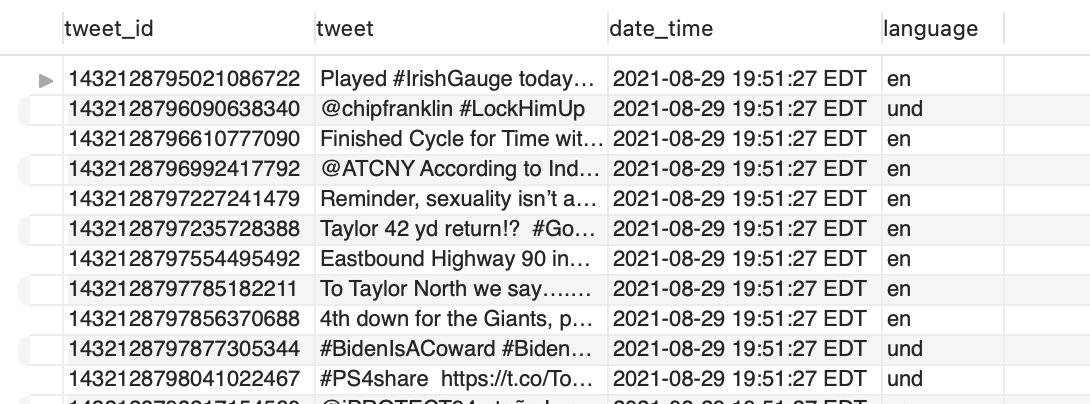 tweet_id tweet date_time language
1432128795021086722 Played #IrishGauge today… 2021-08-29 19:51:27 EDT en
1432128796090638340 @chipfranklin #LockHimUp 2021-08-29 19:51:27 EDT und
1432128796610777090 Finished Cycle for Time wit… 2021-08-29 19:51:27 EDT en
1432128796992417792 @ATCNY According to Ind… 2021-08-29 19:51:27 EDT en
1432128797227241479 Reminder, sexuality isn’t a… 2021-08-29 19:51:27 EDT en
1432128797235728388 Taylor 42 yd return!?  #Go… 2021-08-29 19:51:27 EDT en
1432128797554495492 Eastbound Highway 90 in… 2021-08-29 19:51:27 EDT en
1432128797785182211 To Taylor North we say…….… 2021-08-29 19:51:27 EDT en
1432128797856370688 4th down for the Giants, p… 2021-08-29 19:51:27 EDT en
1432128797877305344 #BidenIsACoward #Biden… 2021-08-29 19:51:27 EDT und
1432128798041022467 #PS4share  https://t.co/To… 2021-08-29 19:51:27 EDT und